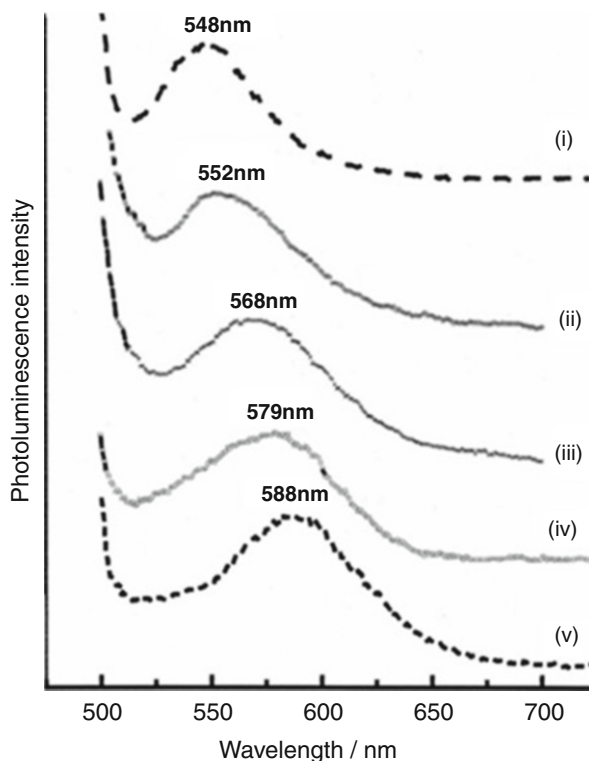 548nm
(i)
552nm
(ii)
568nm
(iii)
579nm
(iv)
588nm
(v)
Photoluminescence intensity
500 550 600 650 700
Wavelength / nm